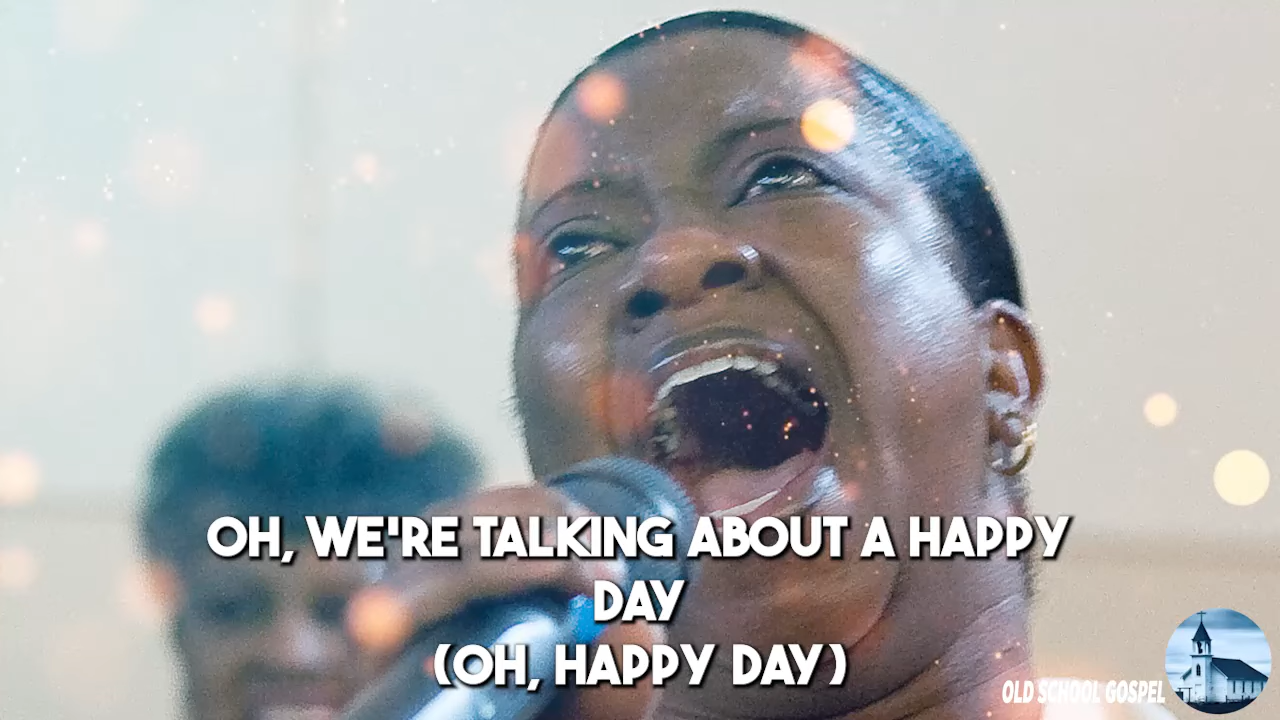 OH, WE'RE TALKING ABOUT A HAPPY
DAY
(OH, HAPPY DAY)
OLD SCHOOL GOSPEL